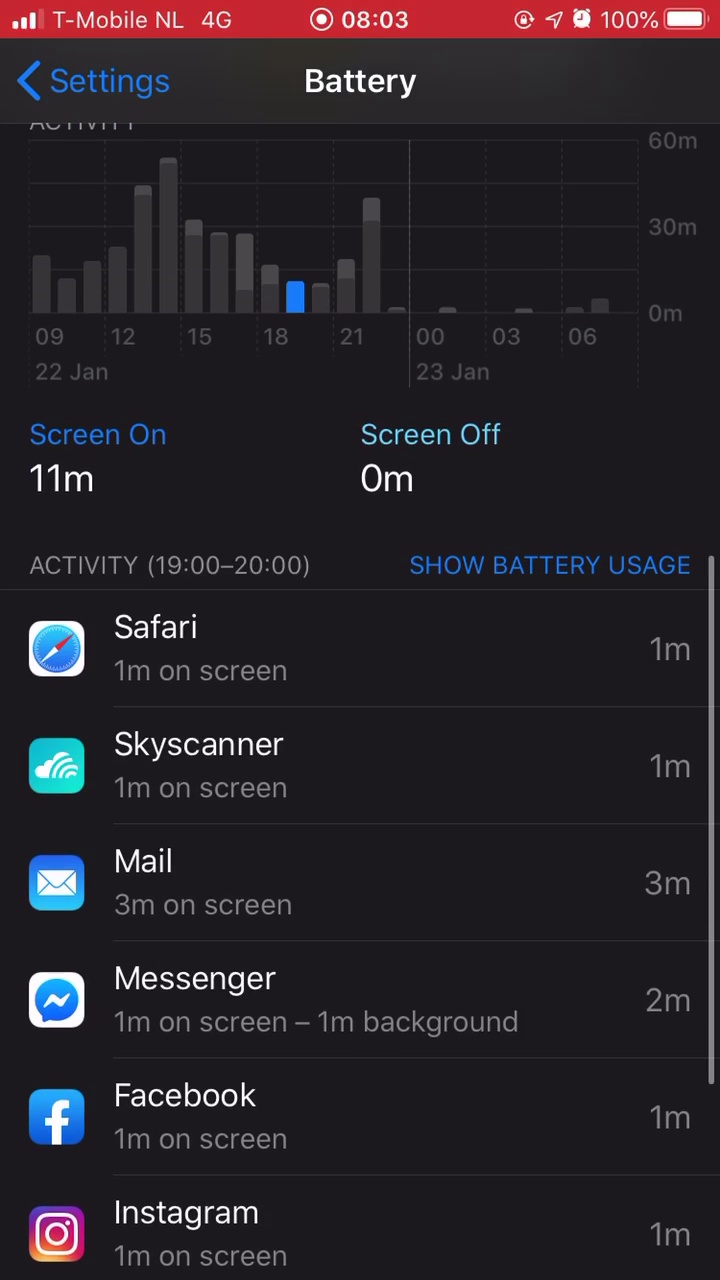 T-Mobile NL 4G 08:03 100%
Settings Battery
ACTIVITY
60m
30m
0m
09 12 15 18 21 00 03 06
22 Jan 23 Jan
Screen On Screen Off
11m 0m
ACTIVITY (19:00–20:00) SHOW BATTERY USAGE
Safari
1m on screen 1m
Skyscanner
1m on screen 1m
Mail
3m on screen 3m
Messenger
1m on screen – 1m background 2m
Facebook
1m on screen 1m
Instagram
1m on screen 1m